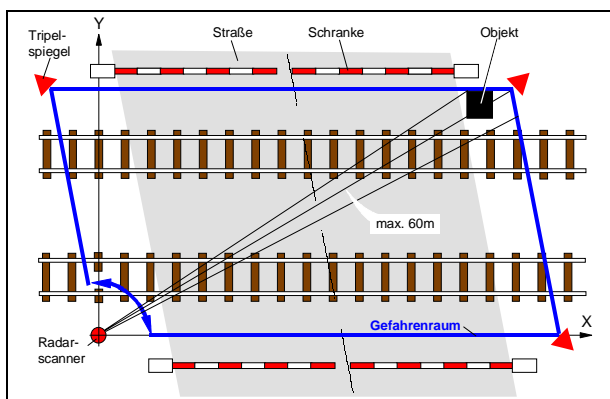 Y
Tripel-
spiegel
Straße
Schranke
Objekt
max. 60m
X
Gefahrenraum
Radar-
scanner